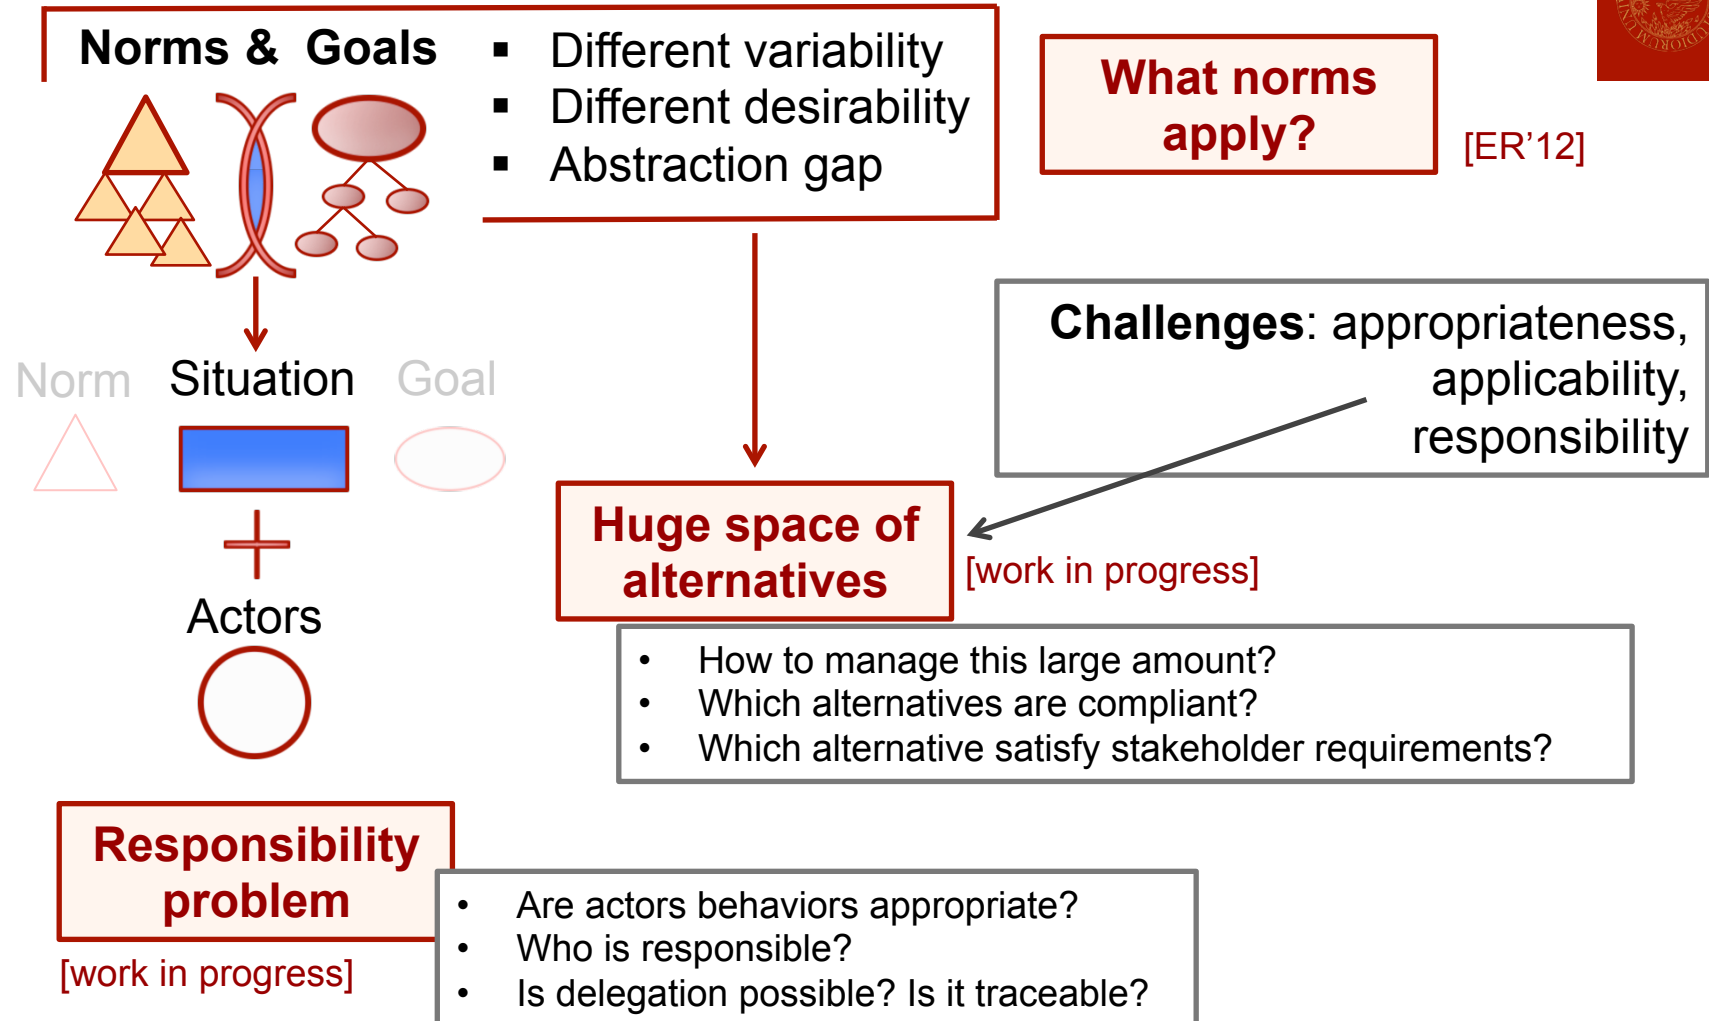 Norms & Goals
▪ Different variability
▪ Different desirability
▪ Abstraction gap
What norms
apply?
[ER’12]
Challenges: appropriateness,
applicability,
responsibility
Norm Situation Goal
Huge space of
alternatives
[work in progress]
Actors
• How to manage this large amount?
• Which alternatives are compliant?
• Which alternative satisfy stakeholder requirements?
Responsibility
problem
[work in progress]
• Are actors behaviors appropriate?
• Who is responsible?
• Is delegation possible? Is it traceable?